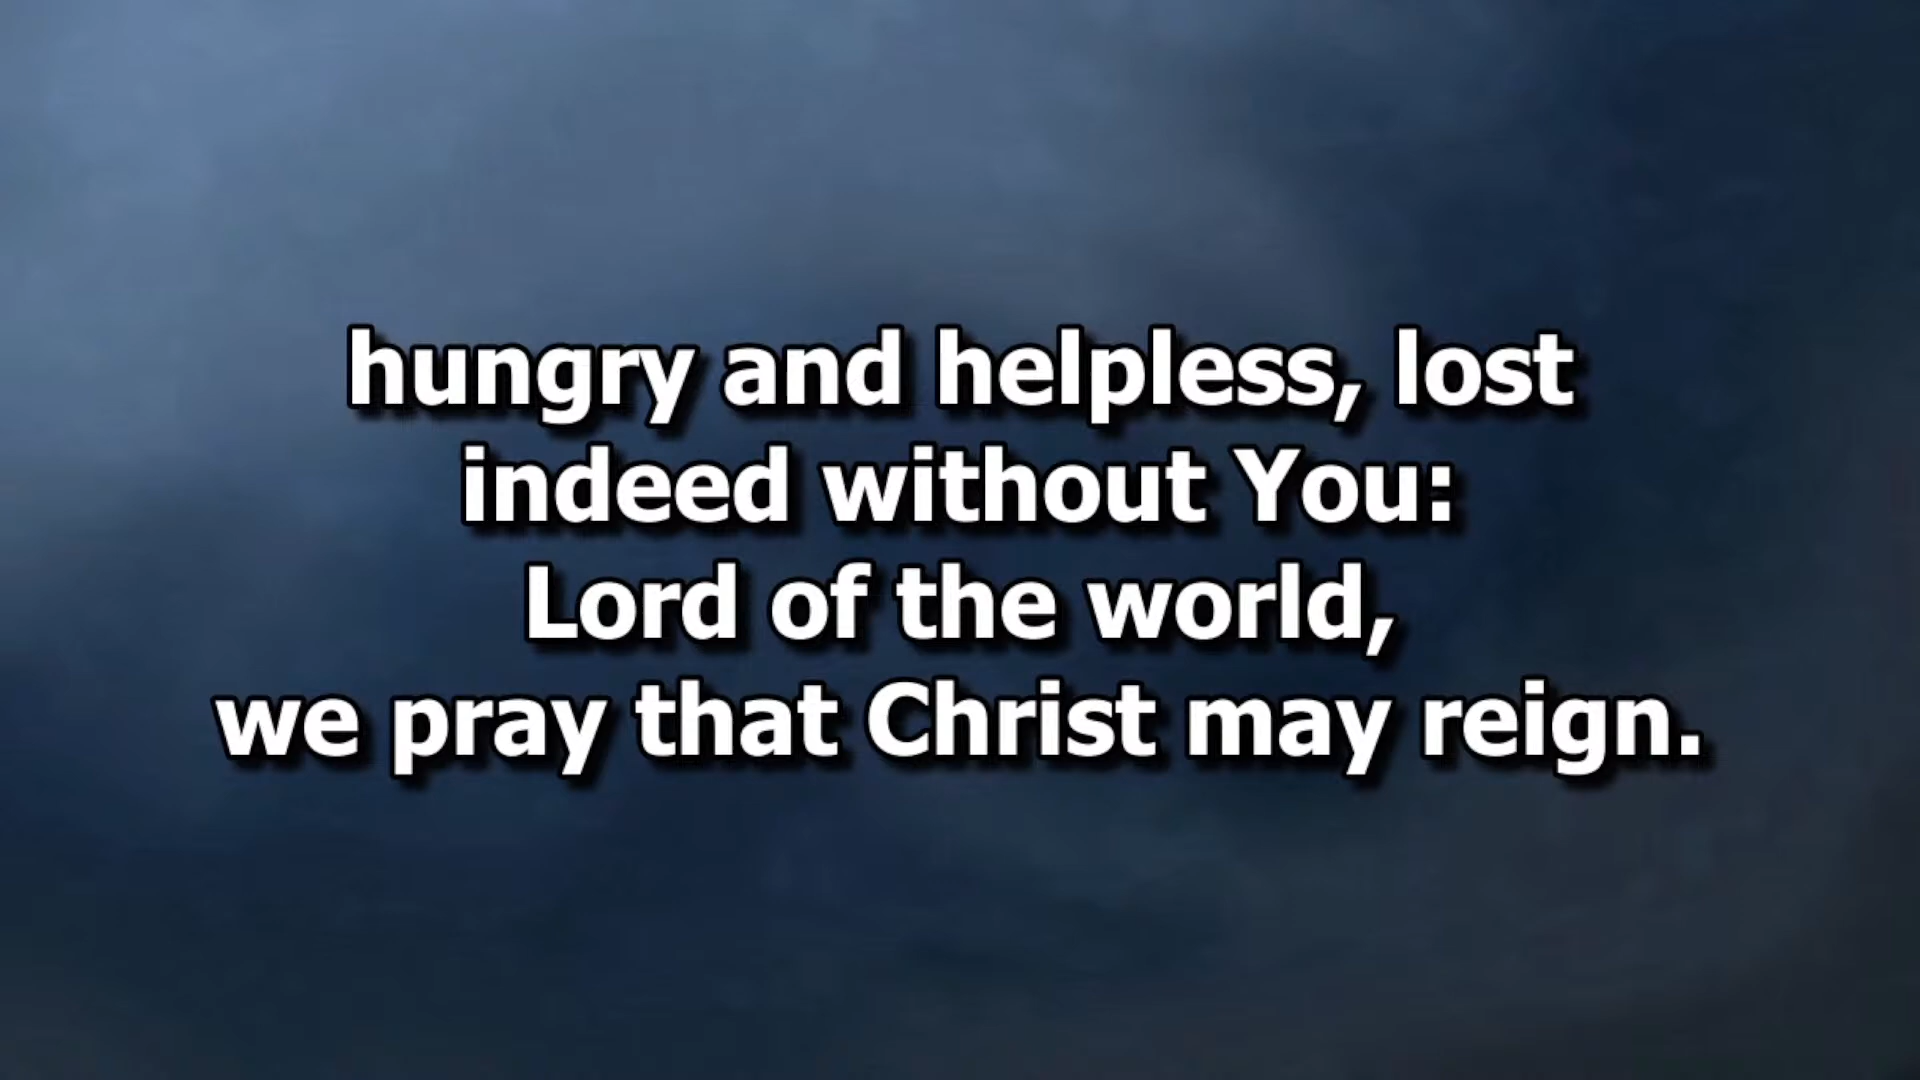 hungry and helpless, lost
indeed without You:
Lord of the world,
we pray that Christ may reign.